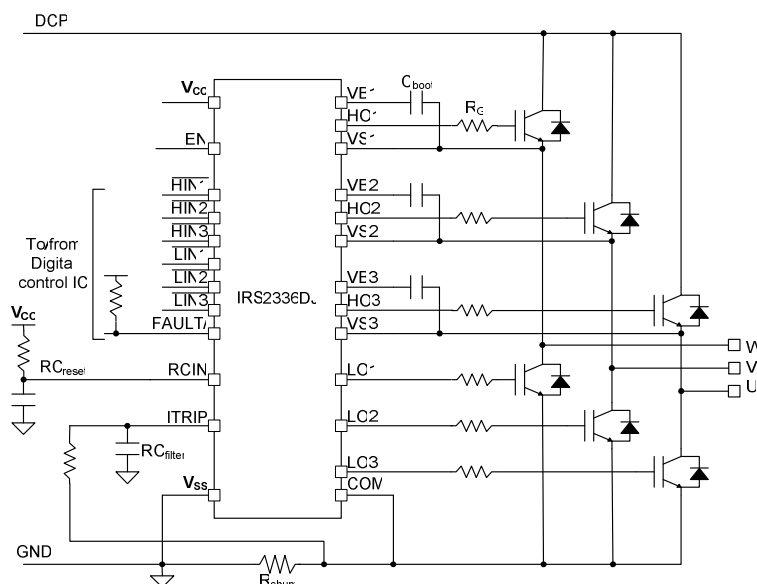 DCP
VCC
EN
HIN1
HIN2
HIN3
LIN1
LIN2
LIN3
FAULT/
RCIN
ITRIP
VSS
To/from
Digital
control IC
VCC
RCreset
RCfilter
IRS2336DJ
VB1
HO1
VS1
VB2
HO2
VS2
VB3
HO3
VS3
LO1
LO2
LO3
COM
Cboot
RG
W
V
U
GND
Rshunt